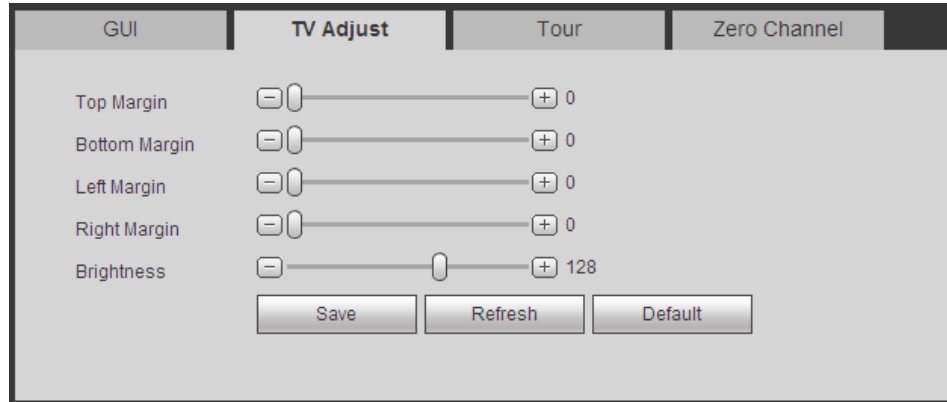 GUI TV Adjust Tour Zero Channel
Top Margin 0
Bottom Margin 0
Left Margin 0
Right Margin 0
Brightness 128
Save Refresh Default